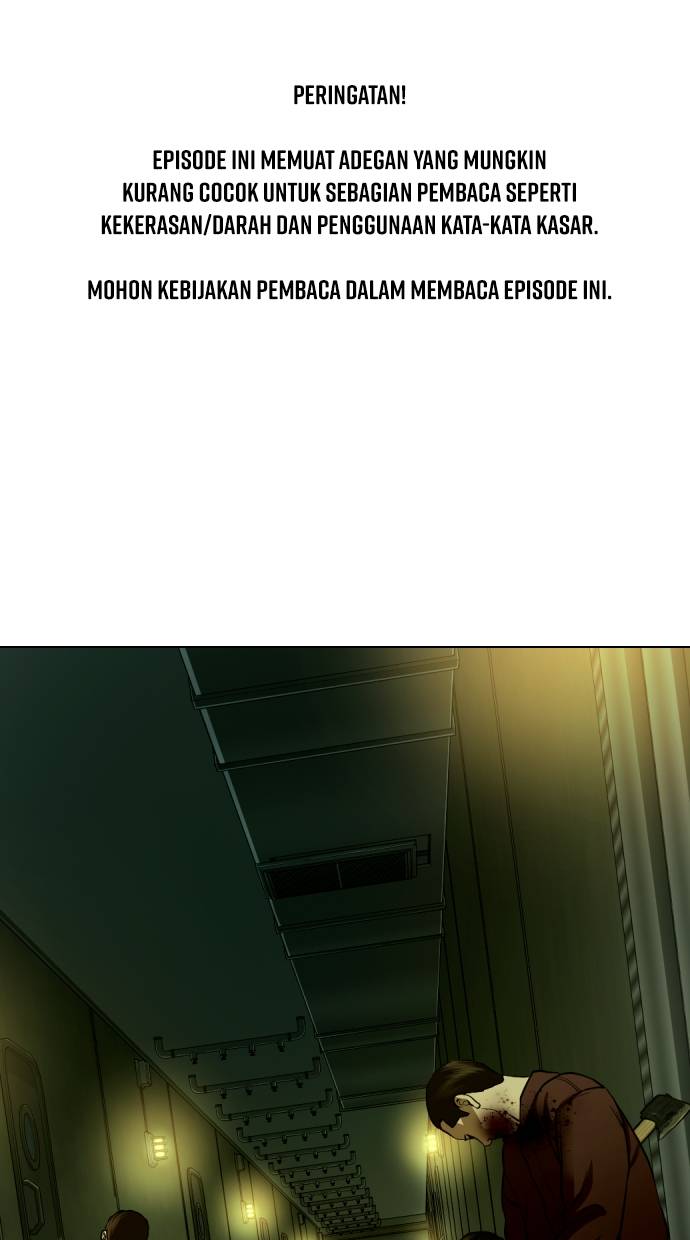 PERINGATAN!
EPISODE INI MEMUAT ADEGAN YANG MUNGKIN
KURANG COCOK UNTUK SEBAGIAN PEMBACA SEPERTI
KEKERASAN/DARAH DAN PENGGUNAAN KATA-KATA KASAR.
MOHON KEBIJAKAN PEMBACA DALAM MEMBACA EPISODE INI.